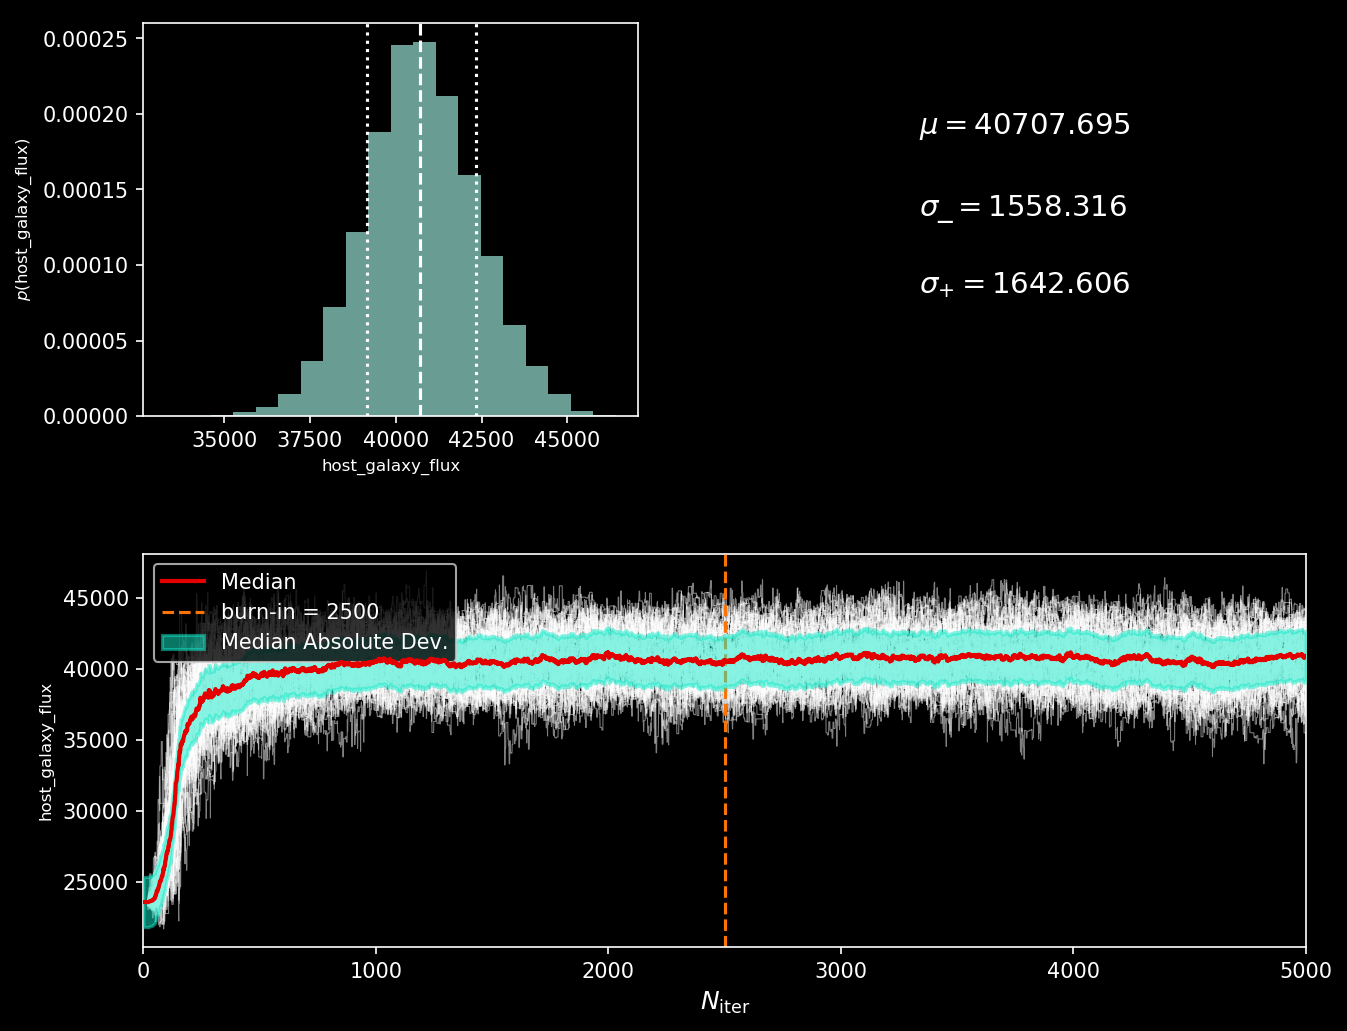 0.00025
0.00020
0.00015
0.00010
0.00005
0.00000
p(host_galaxy_flux)
35000 37500 40000 42500 45000
host_galaxy_flux
μ = 40707.695
σ_ = 1558.316
σ₊ = 1642.606
Median
burn-in = 2500
Median Absolute Dev.
45000
40000
35000
30000
25000
host_galaxy_flux
0 1000 2000 3000 4000 5000
N_iter